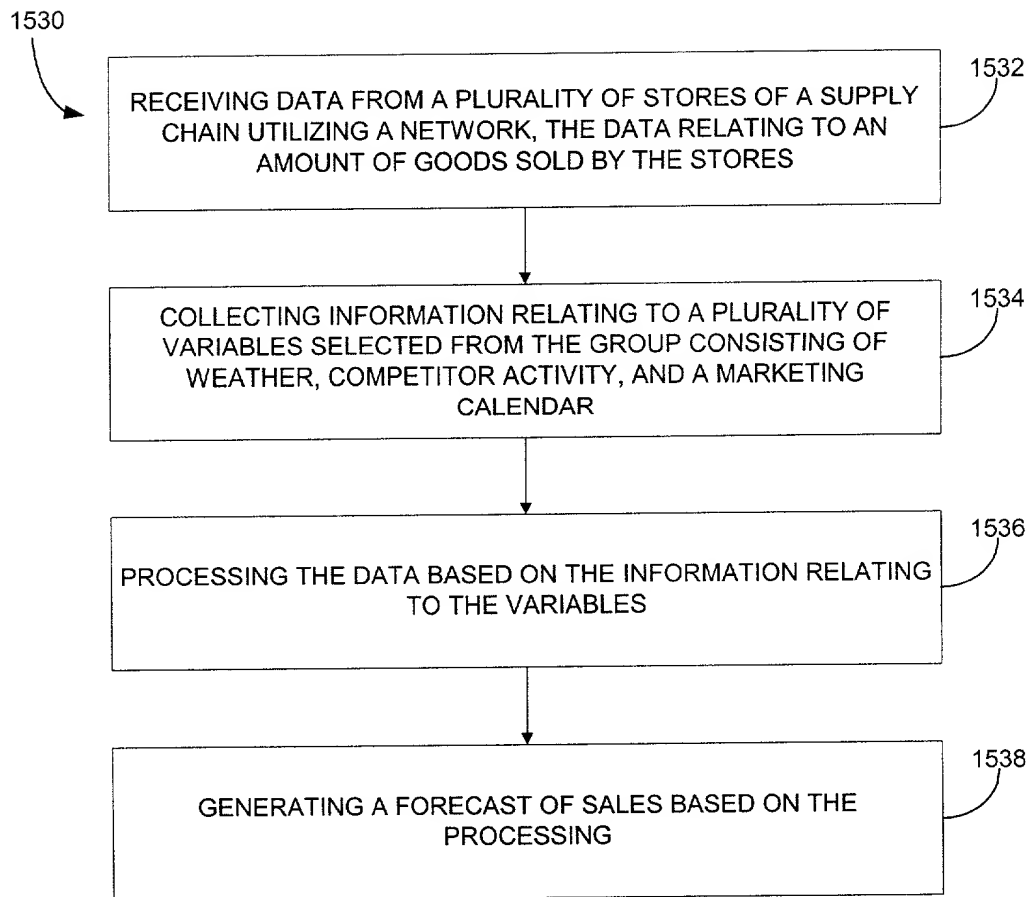 1530
1532
RECEIVING DATA FROM A PLURALITY OF STORES OF A SUPPLY
CHAIN UTILIZING A NETWORK, THE DATA RELATING TO AN
AMOUNT OF GOODS SOLD BY THE STORES
1534
COLLECTING INFORMATION RELATING TO A PLURALITY OF
VARIABLES SELECTED FROM THE GROUP CONSISTING OF
WEATHER, COMPETITOR ACTIVITY, AND A MARKETING
CALENDAR
1536
PROCESSING THE DATA BASED ON THE INFORMATION RELATING
TO THE VARIABLES
1538
GENERATING A FORECAST OF SALES BASED ON THE
PROCESSING